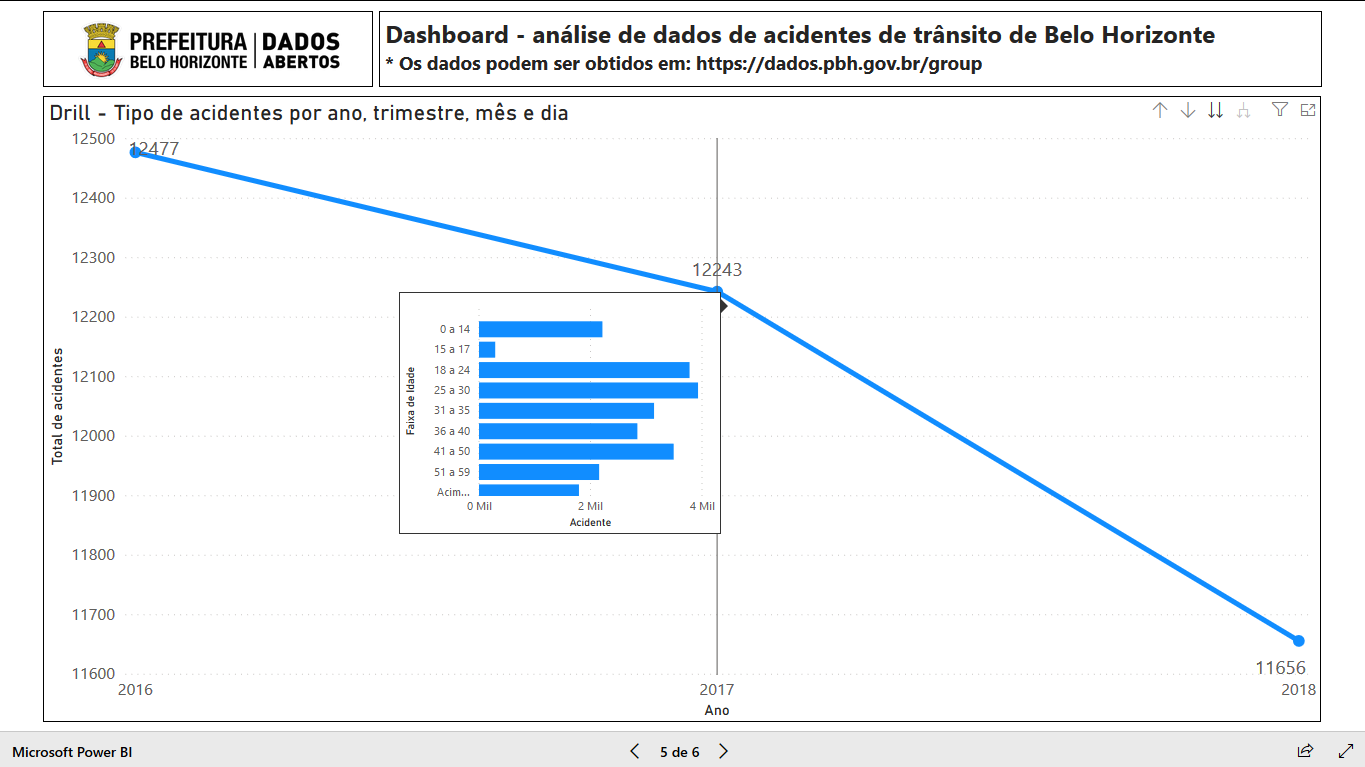 PREFEITURA
BELO HORIZONTE
DADOS
ABERTOS
Dashboard - análise de dados de acidentes de trânsito de Belo Horizonte
* Os dados podem ser obtidos em: https://dados.pbh.gov.br/group
Drill - Tipo de acidentes por ano, trimestre, mês e dia
12500
12400
12300
12200
12100
12000
11900
11800
11700
11600
Total de acidentes
12477
12243
11656
Faixa de Idade
0 a 14
15 a 17
18 a 24
25 a 30
31 a 35
36 a 40
41 a 50
51 a 59
Acim...
0 Mil
2 Mil
4 Mil
Acidente
2016
2017
2018
Ano
Microsoft Power BI
5 de 6